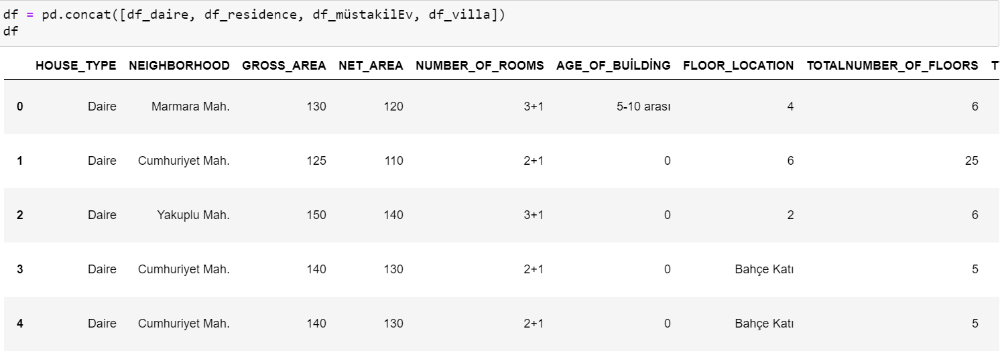 df = pd.concat([df_daire, df_residence, df_müstakilEv, df_villa])
df
HOUSE_TYPE NEIGHBORHOOD GROSS_AREA NET_AREA NUMBER_OF_ROOMS AGE_OF_BUİLDİNG FLOOR_LOCATION TOTALNUMBER_OF_FLOORS
0 Daire Marmara Mah. 130 120 3+1 5-10 arası 4 6
1 Daire Cumhuriyet Mah. 125 110 2+1 0 6 25
2 Daire Yakuplu Mah. 150 140 3+1 0 2 6
3 Daire Cumhuriyet Mah. 140 130 2+1 0 Bahçe Katı 5
4 Daire Cumhuriyet Mah. 140 130 2+1 0 Bahçe Katı 5